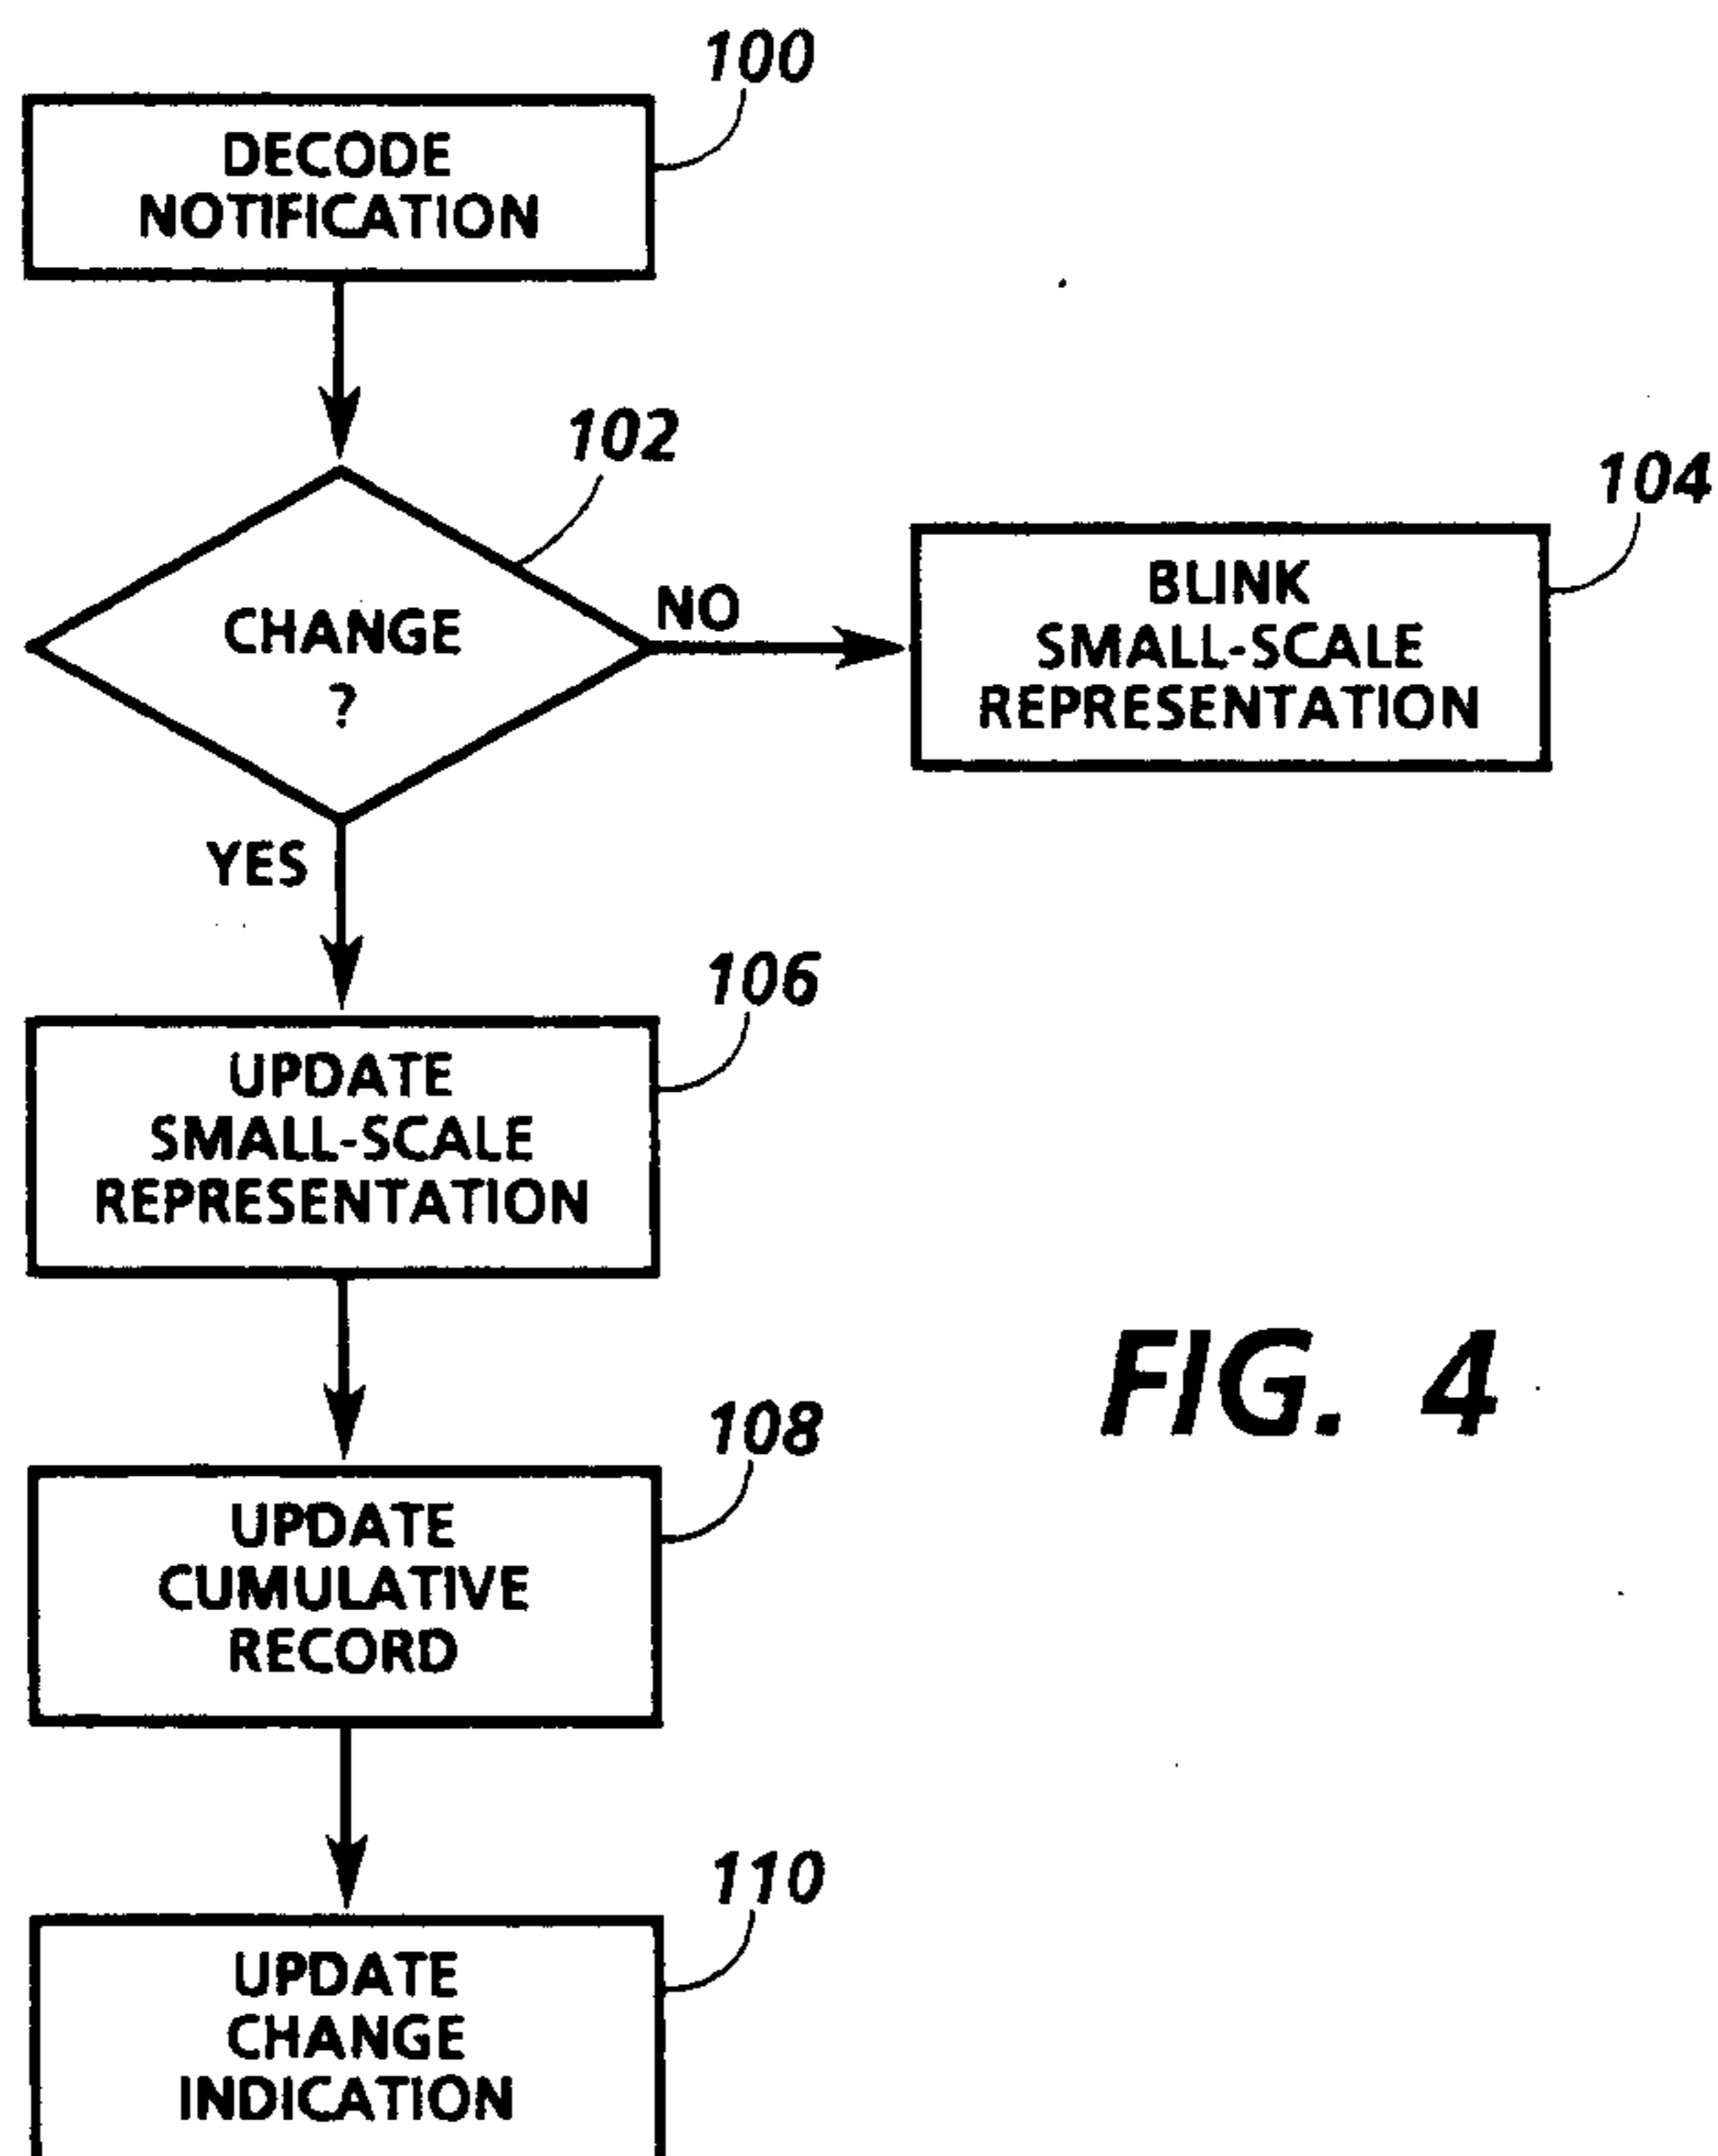 100
DECODE
NOTIFICATION
102
CHANGE
?
NO
104
BLINK
SMALL-SCALE
REPRESENTATION
YES
106
UPDATE
SMALL-SCALE
REPRESENTATION
FIG. 4
108
UPDATE
CUMULATIVE
RECORD
110
UPDATE
CHANGE
INDICATION